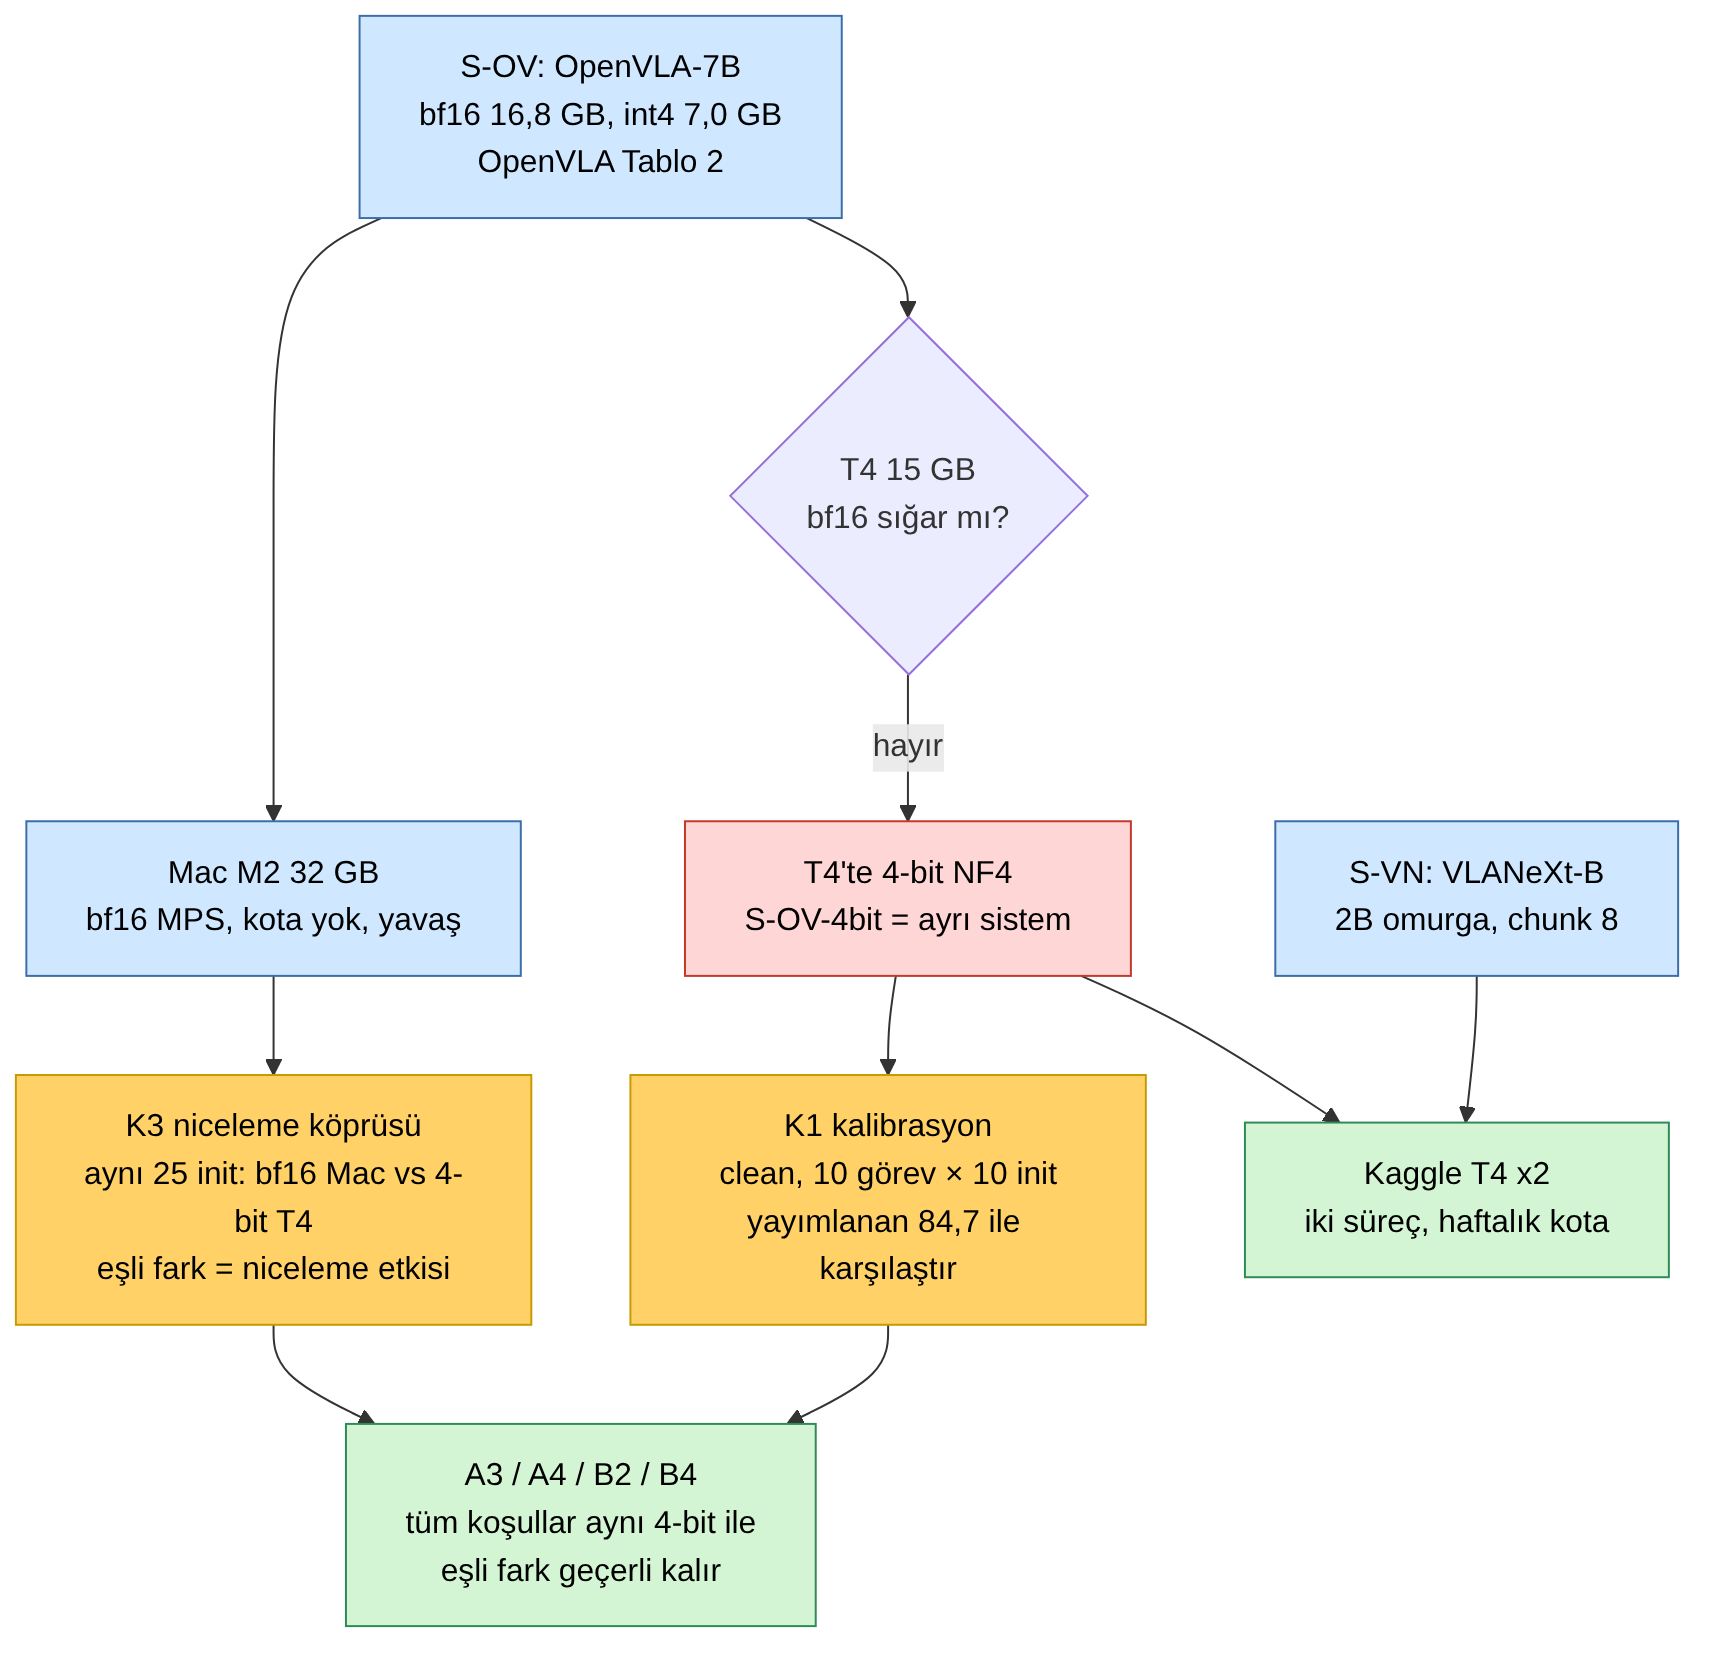 S-OV: OpenVLA-7B
bf16 16,8 GB, int4 7,0 GB
OpenVLA Tablo 2
T4 15 GB
bf16 sığar mı?
hayır
Mac M2 32 GB
bf16 MPS, kota yok, yavaş
T4'te 4-bit NF4
S-OV-4bit = ayrı sistem
S-VN: VLANeXt-B
2B omurga, chunk 8
K3 niceleme köprüsü
aynı 25 init: bf16 Mac vs 4-
bit T4
eşli fark = niceleme etkisi
K1 kalibrasyon
clean, 10 görev × 10 init
yayımlanan 84,7 ile
karşılaştır
Kaggle T4 x2
iki süreç, haftalık kota
A3 / A4 / B2 / B4
tüm koşullar aynı 4-bit ile
eşli fark geçerli kalır